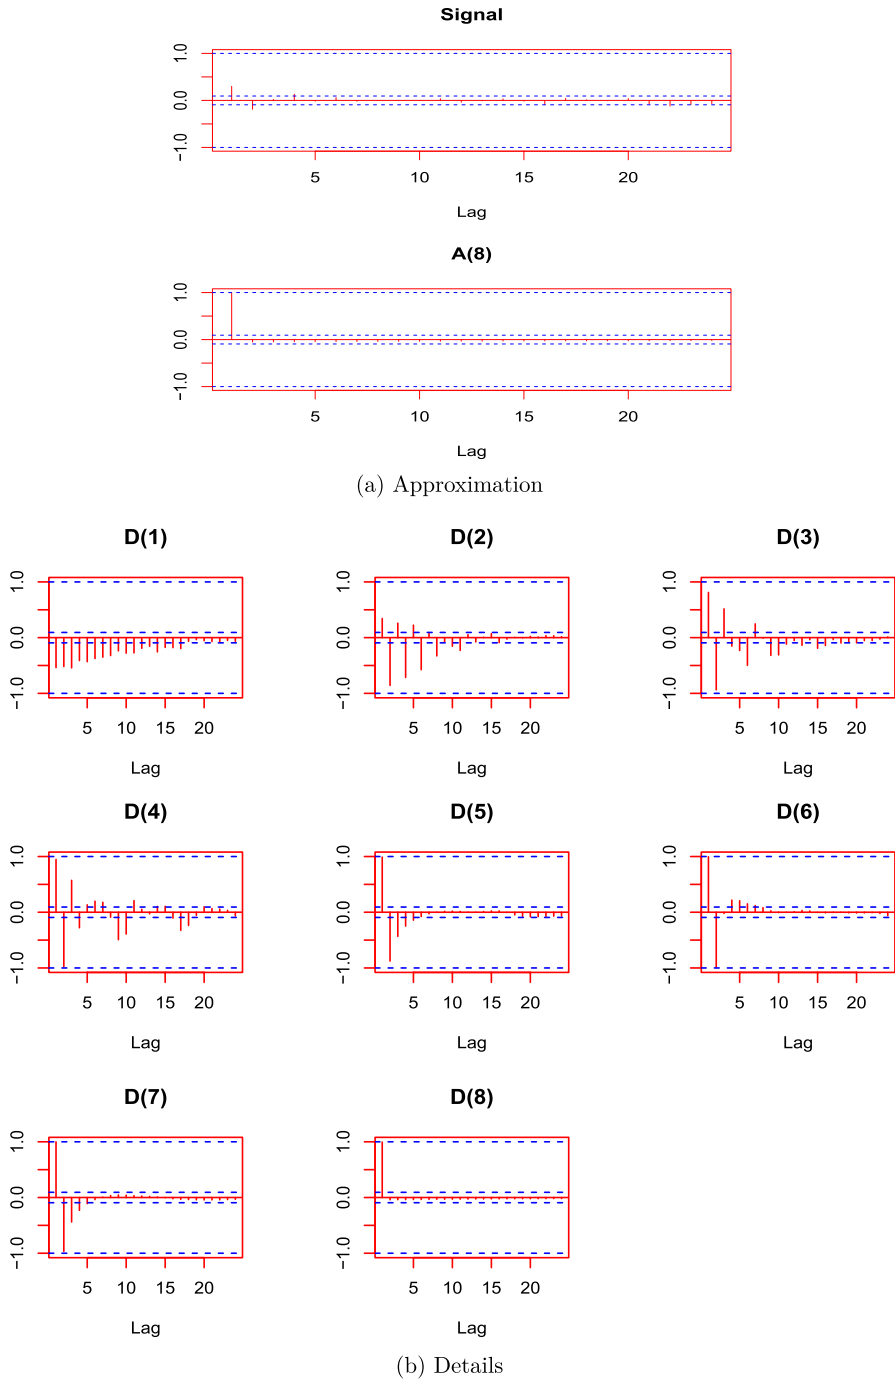 Signal
1.0
0.0
−1.0
5 10 15 20
Lag
A(8)
1.0
0.0
−1.0
5 10 15 20
Lag
(a) Approximation
D(1) D(2) D(3)
1.0 1.0 1.0
0.0 0.0 0.0
−1.0 −1.0 −1.0
5 10 15 20 5 10 15 20 5 10 15 20
Lag Lag Lag
D(4) D(5) D(6)
1.0 1.0 1.0
0.0 0.0 0.0
−1.0 −1.0 −1.0
5 10 15 20 5 10 15 20 5 10 15 20
Lag Lag Lag
D(7) D(8)
1.0 1.0
0.0 0.0
−1.0 −1.0
5 10 15 20 5 10 15 20
Lag Lag
(b) Details